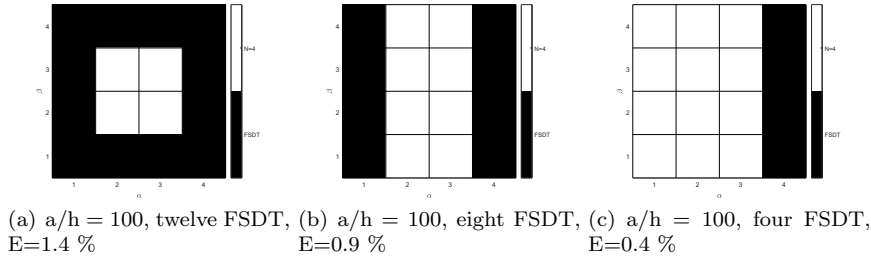 4
3
2
1
β
1 2 3 4
α
N=4
FSDT
4
3
2
1
β
1 2 3 4
α
N=4
FSDT
4
3
2
1
β
1 2 3 4
α
N=4
FSDT
(a) a/h = 100, twelve FSDT,
E=1.4 %
(b) a/h = 100, eight FSDT,
E=0.9 %
(c) a/h = 100, four FSDT,
E=0.4 %